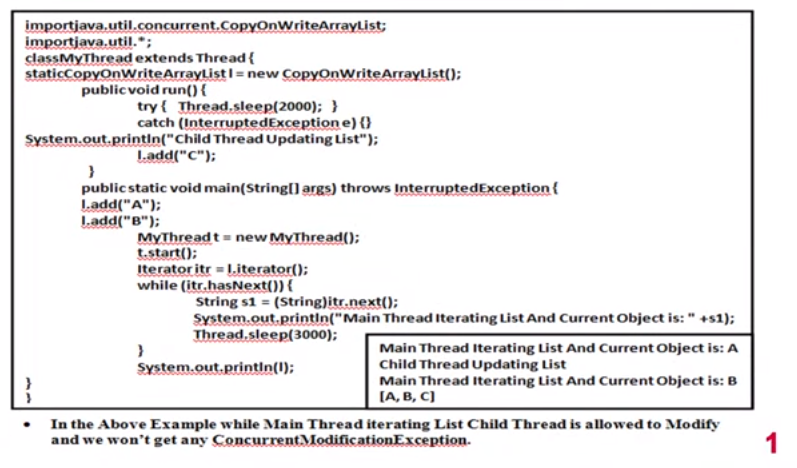 importjava.util.concurrent.CopyOnWriteArrayList;
importjava.util.*;
classMyThread extends Thread {
staticCopyOnWriteArrayList l = new CopyOnWriteArrayList();
public void run() {
try { Thread.sleep(2000); }
catch (InterruptedException e) {}
System.out.println("Child Thread Updating List");
l.add("C");
}
public static void main(String[] args) throws InterruptedException {
l.add("A");
l.add("B");
MyThread t = new MyThread();
t.start();
Iterator itr = l.iterator();
while (itr.hasNext()) {
String s1 = (String)itr.next();
System.out.println("Main Thread Iterating List And Current Object is: " +s1);
Thread.sleep(3000);
}
System.out.println(l);
}
}
Main Thread Iterating List And Current Object is: A
Child Thread Updating List
Main Thread Iterating List And Current Object is: B
[A, B, C]
• In the Above Example while Main Thread iterating List Child Thread is allowed to Modify
and we won't get any ConcurrentModificationException.
1